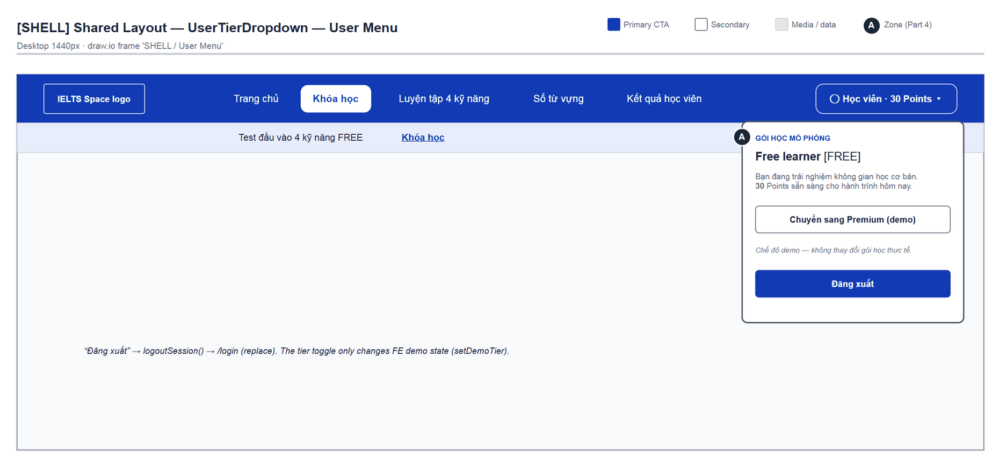 [SHELL] Shared Layout — UserTierDropdown — User Menu
Primary CTA
Secondary
Media / data
A Zone (Part 4)
Desktop 1440px · draw.io frame 'SHELL / User Menu'
IELTS Space logo
Trang chủ
Khóa học
Luyện tập 4 kỹ năng
Sổ từ vựng
Kết quả học viên
Học viên · 30 Points ▾
Test đầu vào 4 kỹ năng FREE
Khóa học
A
GÓI HỌC MÔ PHỎNG
Free learner [FREE]
Bạn đang trải nghiệm không gian học cơ bản.
30 Points sẵn sàng cho hành trình hôm nay.
Chuyển sang Premium (demo)
Chế độ demo — không thay đổi gói học thực tế.
Đăng xuất
“Đăng xuất” → logoutSession() → /login (replace). The tier toggle only changes FE demo state (setDemoTier).